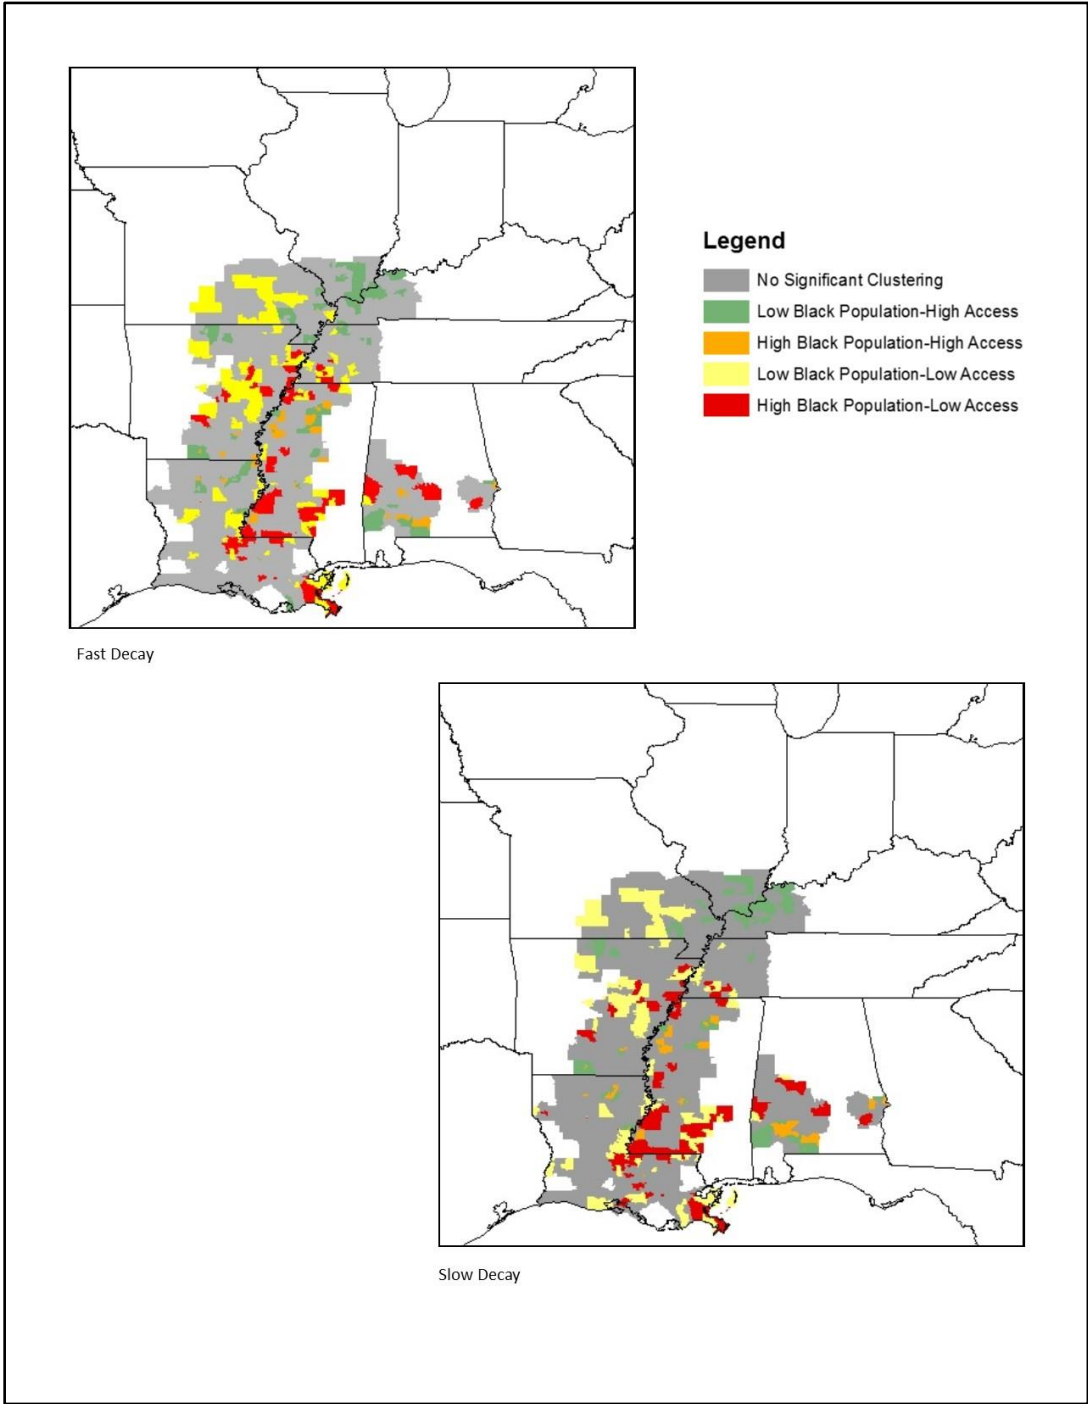 Legend
No Significant Clustering
Low Black Population-High Access
High Black Population-High Access
Low Black Population-Low Access
High Black Population-Low Access
Fast Decay
Slow Decay